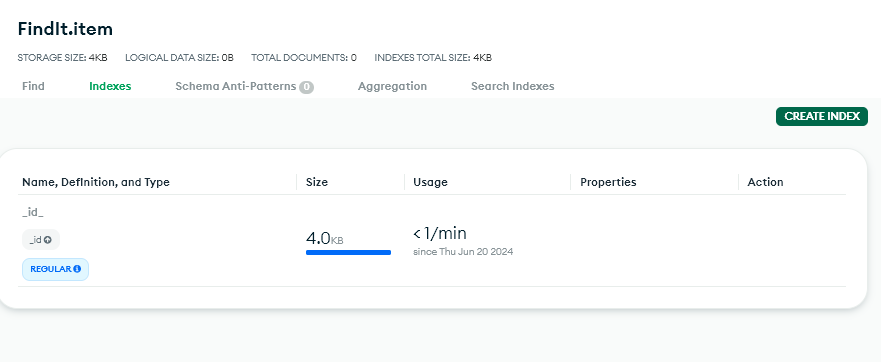 FindIt.item
STORAGE SIZE: 4KB LOGICAL DATA SIZE: 0B TOTAL DOCUMENTS: 0 INDEXES TOTAL SIZE: 4KB
Find Indexes Schema Anti-Patterns 0 Aggregation Search Indexes
CREATE INDEX
Name, Definition, and Type Size Usage Properties Action
_id_
_id
4.0KB
< 1/min
since Thu Jun 20 2024
REGULAR